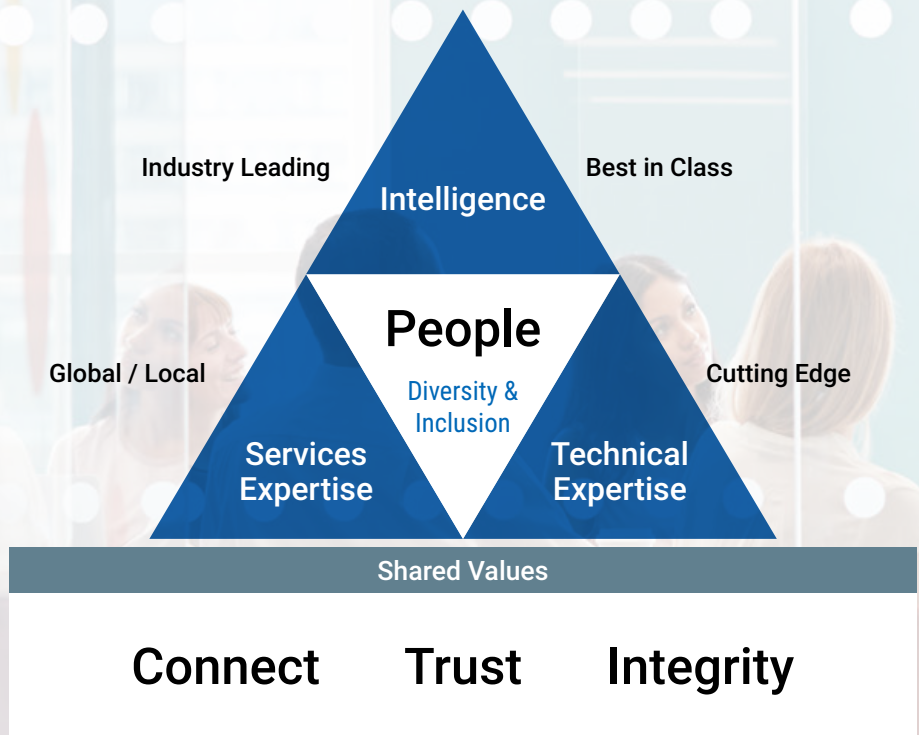 Industry Leading
Best in Class
Intelligence
People
Global / Local
Cutting Edge
Diversity &
Inclusion
Services
Expertise
Technical
Expertise
Shared Values
Connect Trust Integrity